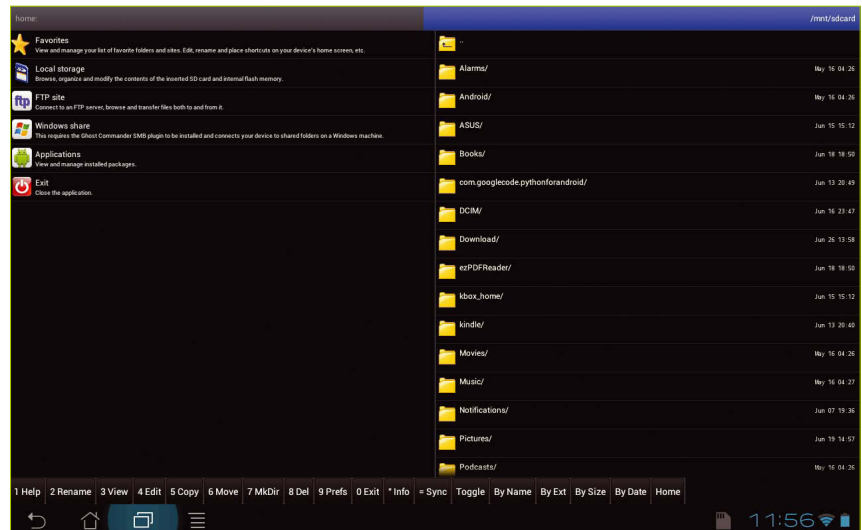 home:
/mnt/sdcard
Favorites
View and manage your list of favorite folders and sites. Edit, rename and place shortcuts on your device's home screen, etc.
Local storage
Browse, organize and modify the contents of the inserted SD card and internal flash memory.
ftp
FTP site
Connect to an FTP server, browse and transfer files both to and from it.
Windows share
This requires the Ghost Commander SMB plugin to be installed and connects your device to shared folders on a Windows machine.
Applications
View and manage installed packages.
Exit
Close the application.
..
Alarms/ May 16 04:26
Android/ May 16 04:26
ASUS/ Jun 15 15:12
Books/ Jun 18 18:50
com.googlecode.pythonforandroid/ Jun 13 20:49
DCIM/ Jun 16 23:47
Download/ Jun 26 13:58
ezPDFReader/ Jun 18 18:50
kbox_home/ Jun 15 15:12
kindle/ Jun 13 20:40
Movies/ May 16 04:26
Music/ May 16 04:27
Notifications/ Jun 07 19:36
Pictures/ Jun 19 14:57
Podcasts/ May 16 04:26
1 Help 2 Rename 3 View 4 Edit 5 Copy 6 Move 7 MkDir 8 Del 9 Prefs 0 Exit * Info = Sync Toggle By Name By Ext By Size By Date Home
11:56